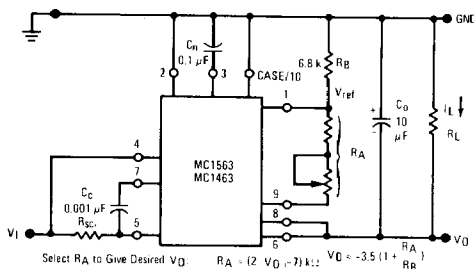 GND
Cn
0.1 µF
6.8 k
RB
2
3
CASE/10
1
Vref
Co
10
µF
+
-
IL
RL
RA
MC1563
MC1463
4
7
CC
0.001 µF
RSC
9
8
VI
5
6
VO
Select RA to Give Desired VO: RA = (2 VO -7) kΩ VO = -3.5 (1 + RA
RB